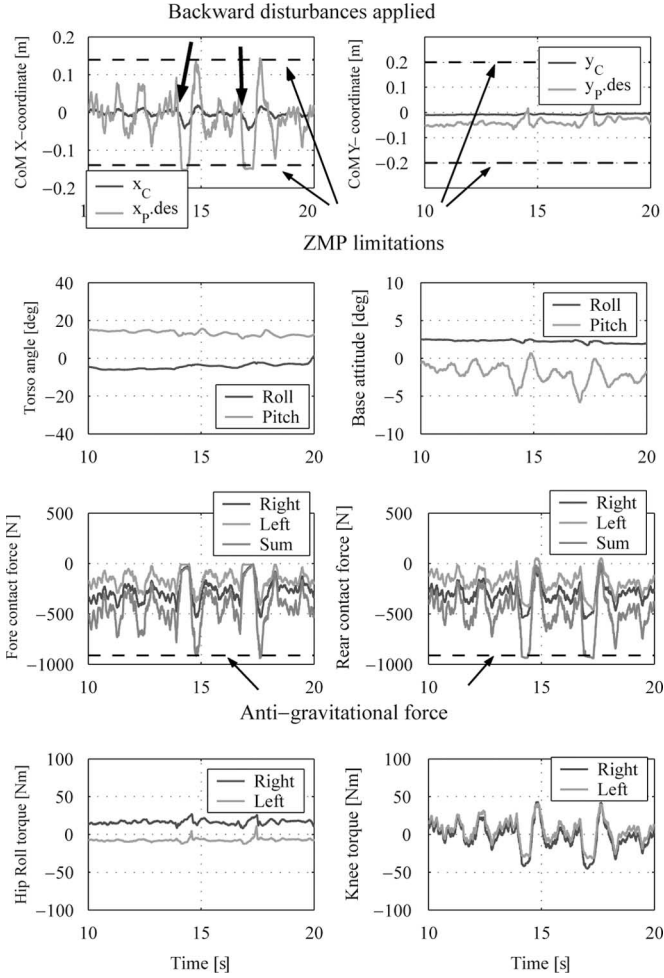 Backward disturbances applied
CoM X-coordinate [m]
0.2
0.1
0
-0.1
-0.2
10
15
20
x_C
x_P.des
CoM Y- coordinate [m]
0.2
0.1
0
-0.1
-0.2
10
15
20
y_C
y_P.des
ZMP limitations
Torso angle [deg]
40
20
0
-20
-40
10
15
20
Roll
Pitch
Base attitude [deg]
10
5
0
-5
-10
10
15
20
Roll
Pitch
Fore contact force [N]
500
0
-500
-1000
10
15
20
Right
Left
Sum
Rear contact force [N]
500
0
-500
-1000
10
15
20
Right
Left
Sum
Anti-gravitational force
Hip Roll torque [Nm]
100
50
0
-50
-100
10
15
20
Right
Left
Time [s]
Knee torque [Nm]
100
50
0
-50
-100
10
15
20
Right
Left
Time [s]